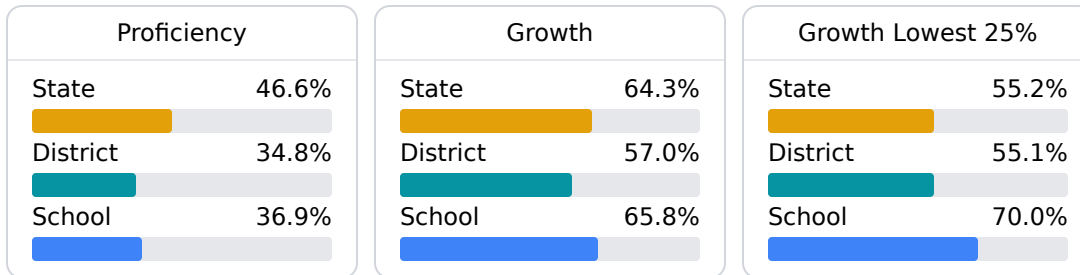 Proficiency
State 46.6%
District 34.8%
School 36.9%
Growth
State 64.3%
District 57.0%
School 65.8%
Growth Lowest 25%
State 55.2%
District 55.1%
School 70.0%